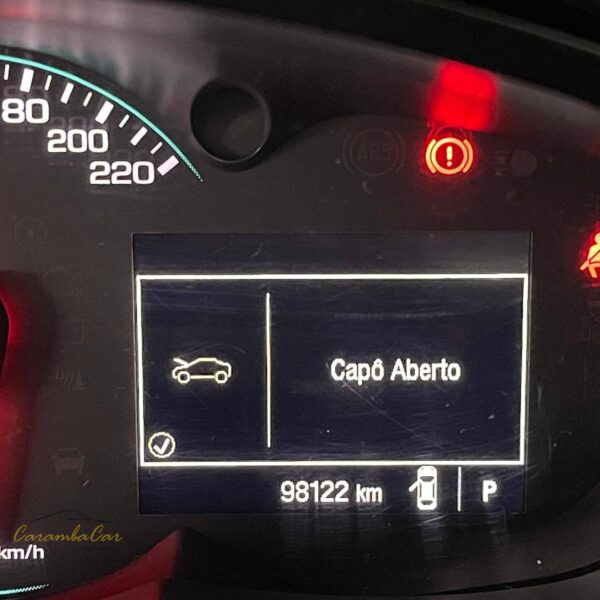 80
200
220
ABS
Capô Aberto
98122 km
P
CarambaCar
km/h